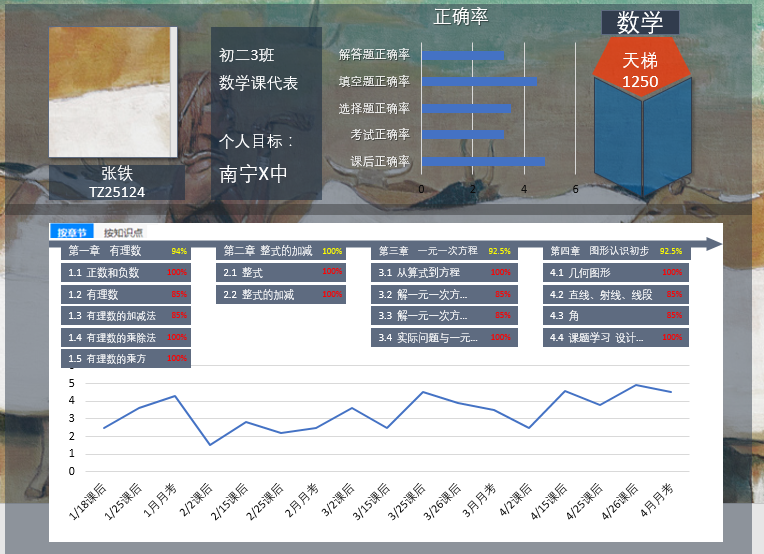 正确率
数学
天梯
1250
初二3班
数学课代表
个人目标：
南宁X中
张铁
TZ25124
解答题正确率
填空题正确率
选择题正确率
考试正确率
课后正确率
0 2 4 6
按章节 按知识点
第一章 有理数 94%
1.1 正数和负数 100%
1.2 有理数 85%
1.3 有理数的加减法 85%
1.4 有理数的乘除法 100%
1.5 有理数的乘方 100%
第二章 整式的加减 100%
2.1 整式 100%
2.2 整式的加减 100%
第三章 一元一次方程 92.5%
3.1 从算式到方程 100%
3.2 解一元一次方... 85%
3.3 解一元一次方... 85%
3.4 实际问题与一元... 100%
第四章 图形认识初步 92.5%
4.1 几何图形 100%
4.2 直线、射线、线段 85%
4.3 角 85%
4.4 课题学习 设计... 100%
5
4
3
2
1
0
1/18课后 1/25课后 1月月考 2/2课后 2/15课后 2/25课后 2月月考 3/2课后 3/15课后 3/25课后 3/26课后 3月月考 4/2课后 4/15课后 4/25课后 4/26课后 4月月考